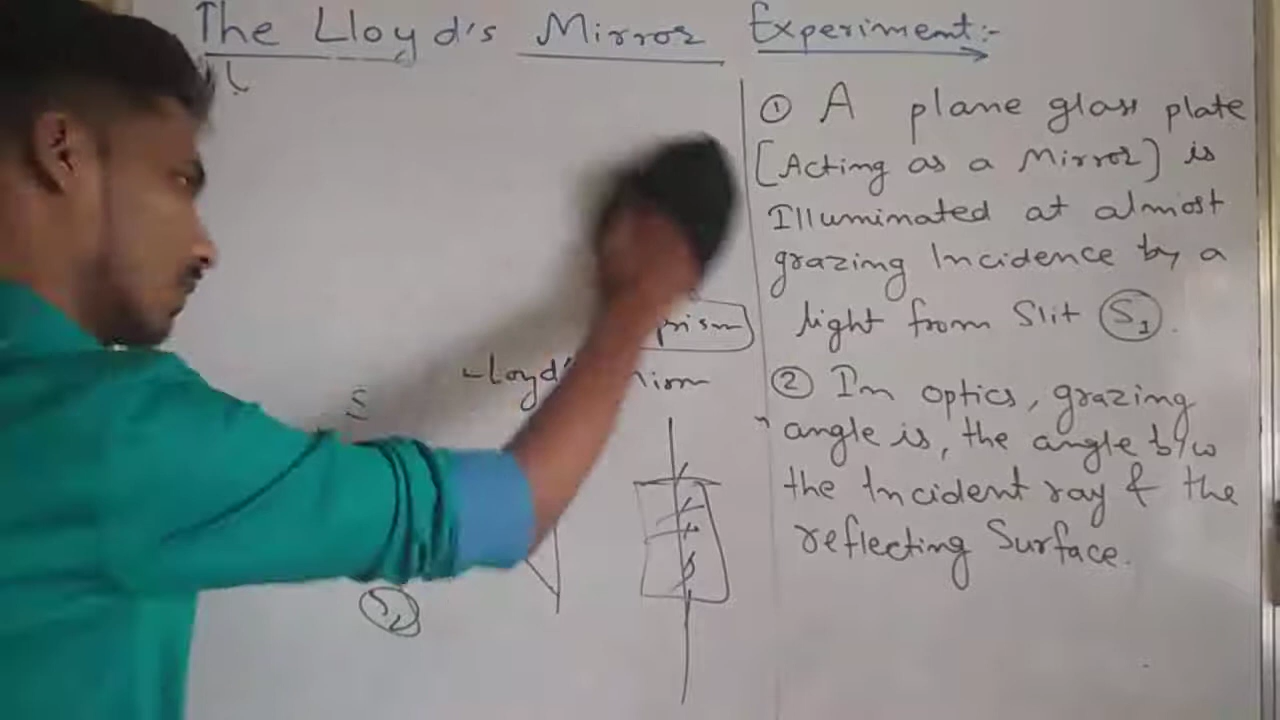 The Lloyd's Mirror Experiment:-
① A plane glass plate
[Acting as a Mirror] is
Illuminated at almost
grazing Incidence by a
light from Slit S₁.
② In optics, grazing
angle is, the angle b/w
the Incident ray & the
reflecting Surface.
prism
Lloyd'
S
S₂